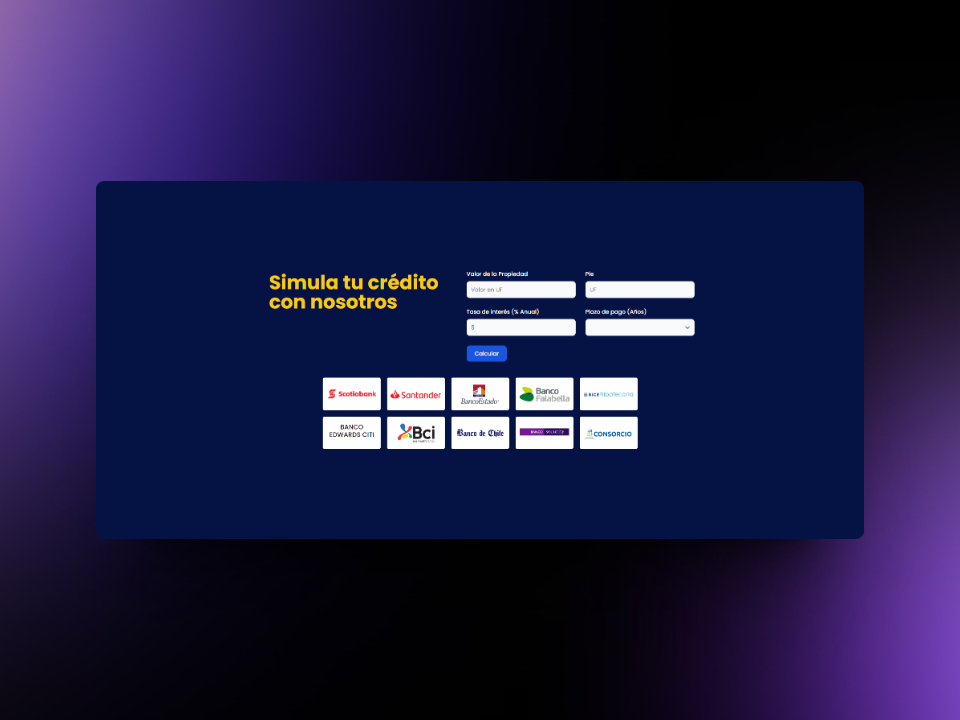 Simula tu crédito
con nosotros
Valor de la Propiedad
Pie
Valor en UF
UF
Tasa de Interés (% Anual)
Plazo de pago (Años)
5
Calcular
Scotiabank
Santander
BancoEstado
Banco
Falabella
BICE hipotecaria
BANCO
EDWARDS CITI
Bci
Banco de Chile
BANCO
CONSORCIO